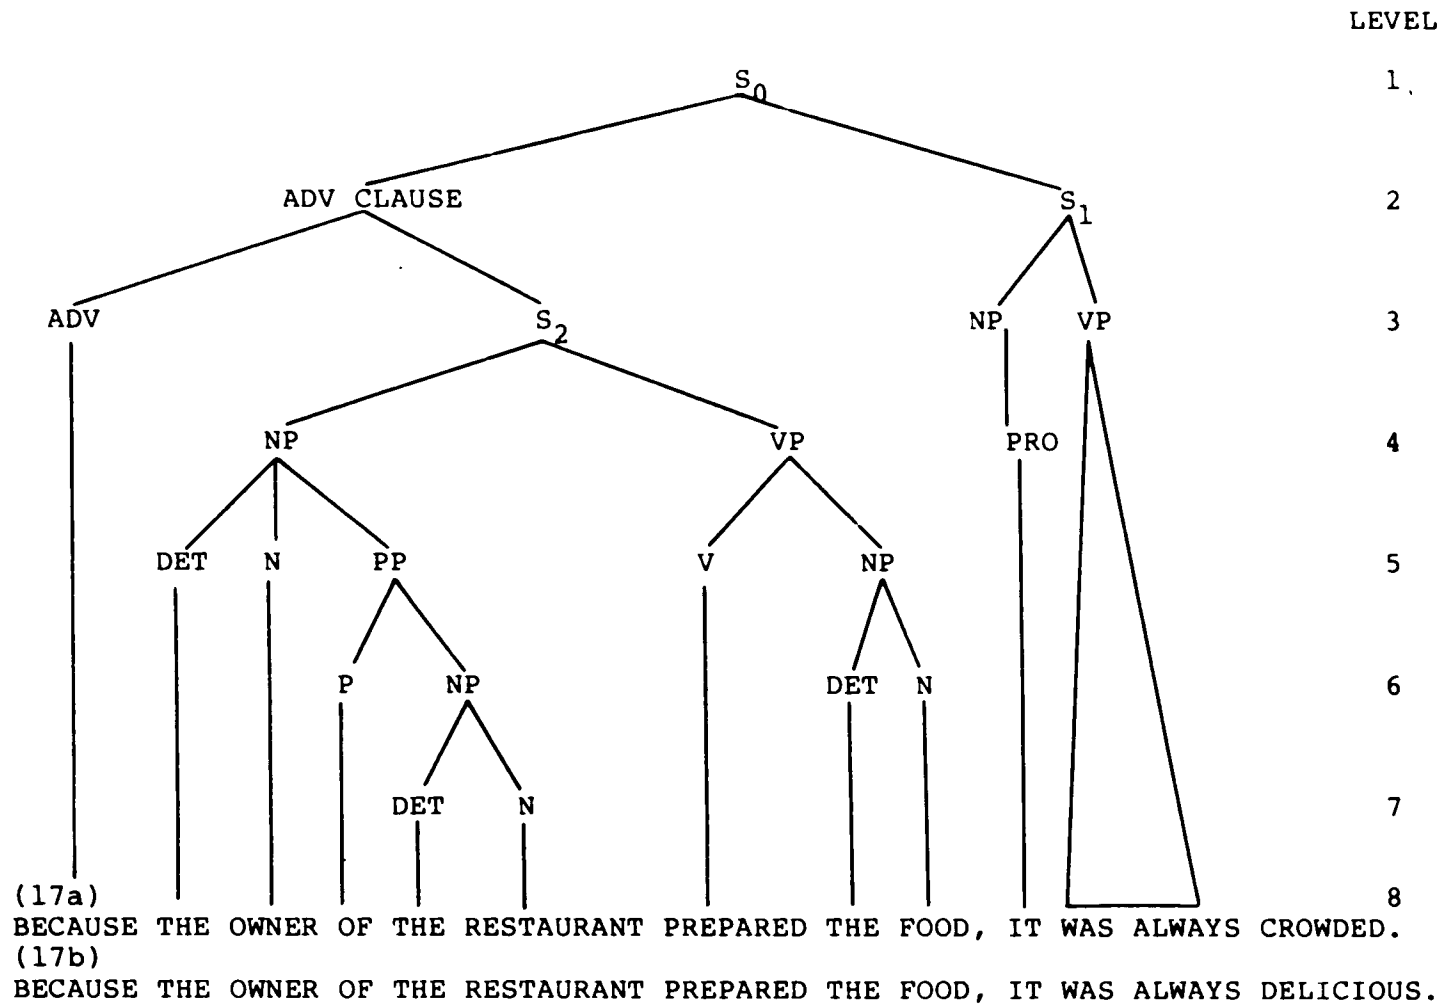 LEVEL
S0 1
ADV CLAUSE S1 2
ADV S2 NP VP 3
NP VP PRO 4
DET N PP V NP 5
P NP DET N 6
DET N 7
(17a) 8
BECAUSE THE OWNER OF THE RESTAURANT PREPARED THE FOOD, IT WAS ALWAYS CROWDED.
(17b)
BECAUSE THE OWNER OF THE RESTAURANT PREPARED THE FOOD, IT WAS ALWAYS DELICIOUS.